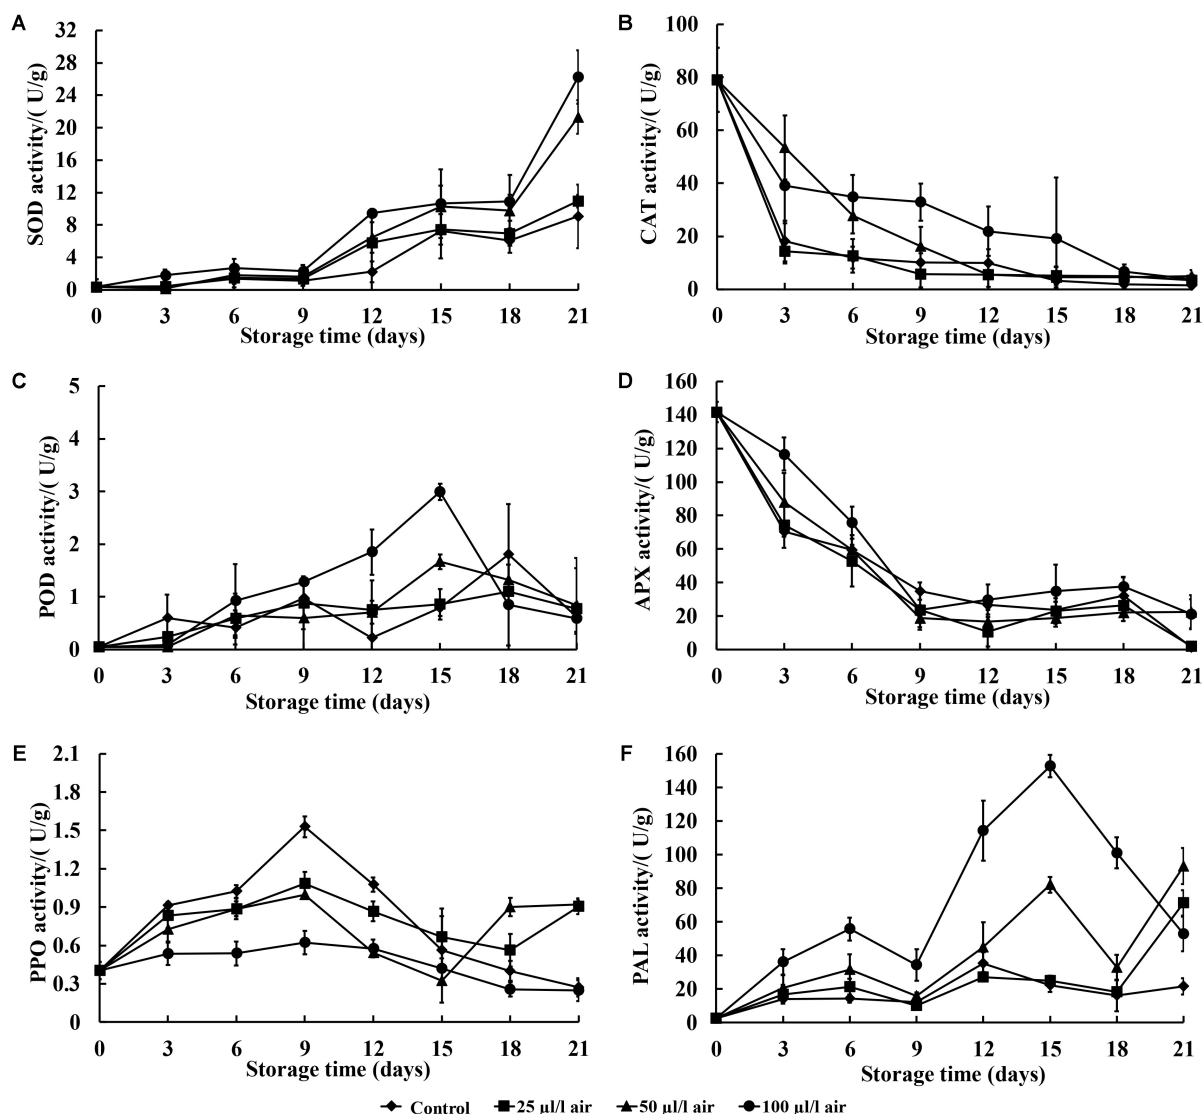 A
SOD activity/( U/g)
32
28
24
20
16
12
8
4
0
0 3 6 9 12 15 18 21
Storage time (days)
B
CAT activity/( U/g)
100
80
60
40
20
0
0 3 6 9 12 15 18 21
Storage time (days)
C
POD activity/( U/g)
5
4
3
2
1
0
0 3 6 9 12 15 18 21
Storage time (days)
D
APX activity/( U/g)
160
140
120
100
80
60
40
20
0
0 3 6 9 12 15 18 21
Storage time (days)
E
PPO activity/( U/g)
2.1
1.8
1.5
1.2
0.9
0.6
0.3
0
0 3 6 9 12 15 18 21
Storage time (days)
F
PAL activity/( U/g)
160
140
120
100
80
60
40
20
0
0 3 6 9 12 15 18 21
Storage time (days)
Control 25 µl/l air 50 µl/l air 100 µl/l air